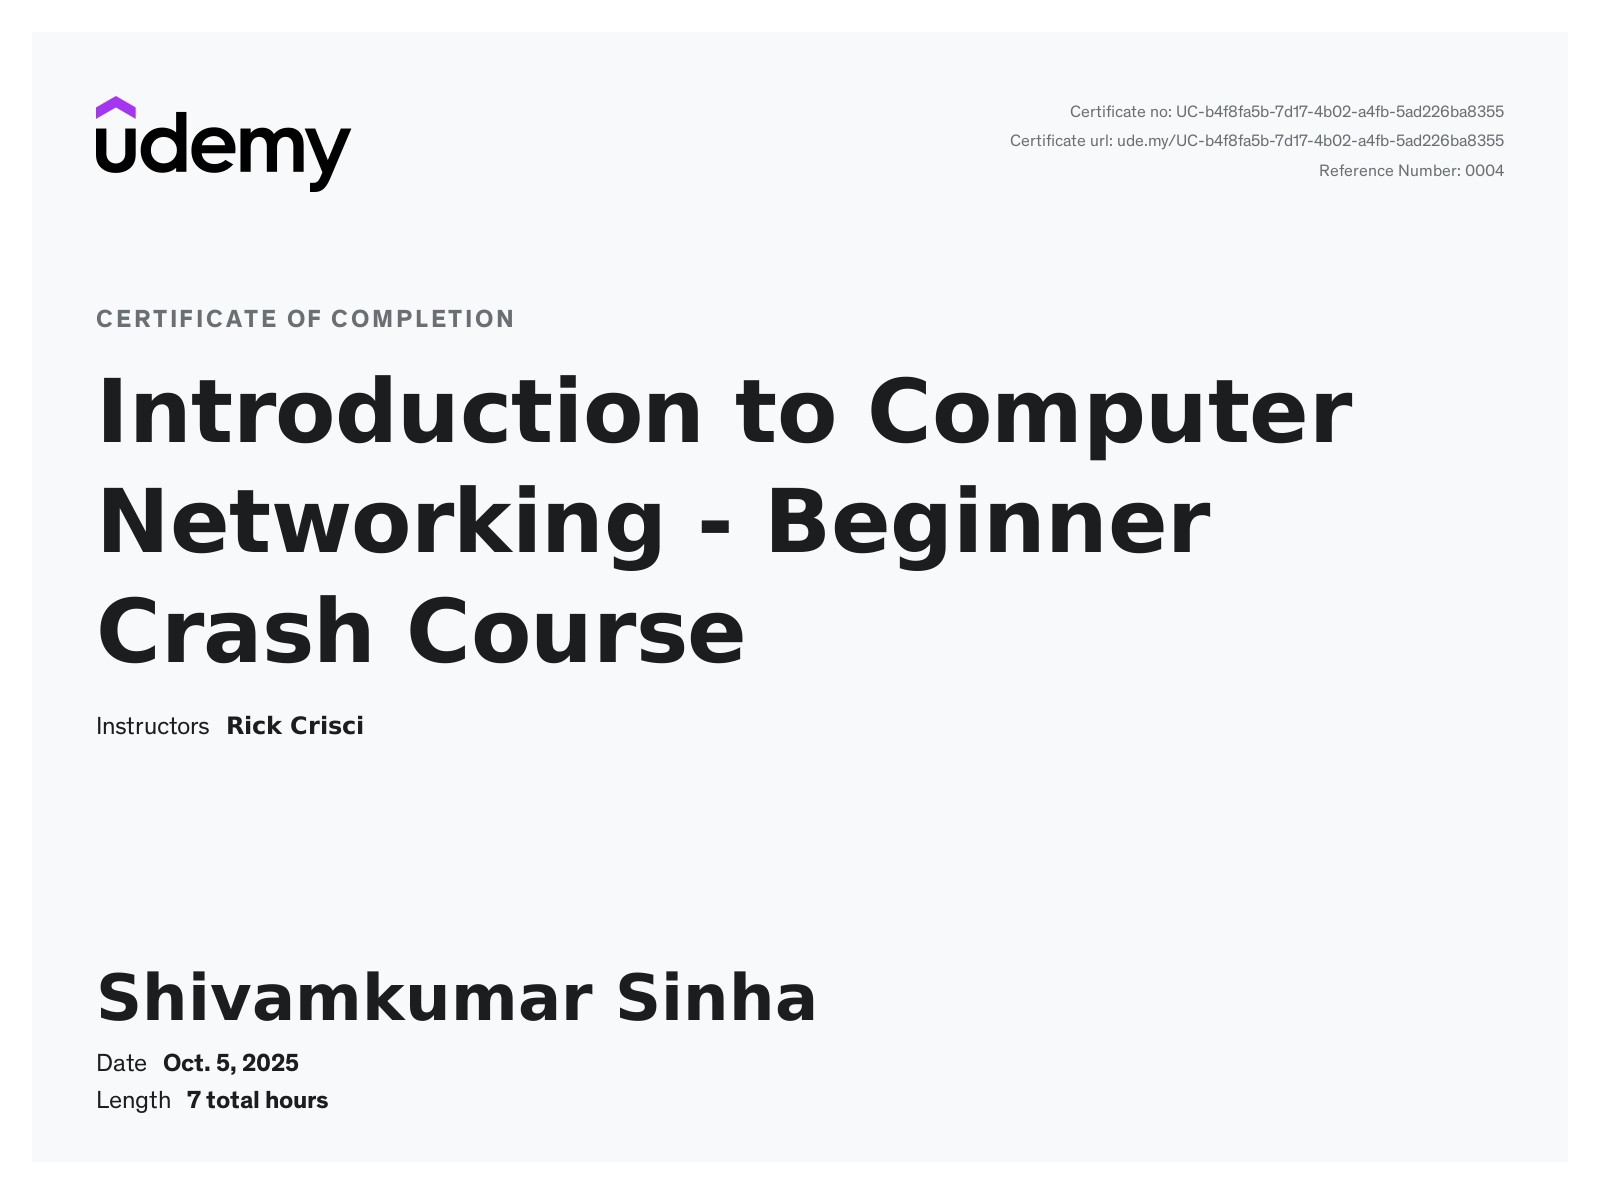 udemy
Certificate no: UC-b4f8fa5b-7d17-4b02-a4fb-5ad226ba8355
Certificate url: ude.my/UC-b4f8fa5b-7d17-4b02-a4fb-5ad226ba8355
Reference Number: 0004
CERTIFICATE OF COMPLETION
Introduction to Computer
Networking - Beginner
Crash Course
Instructors Rick Crisci
Shivamkumar Sinha
Date Oct. 5, 2025
Length 7 total hours